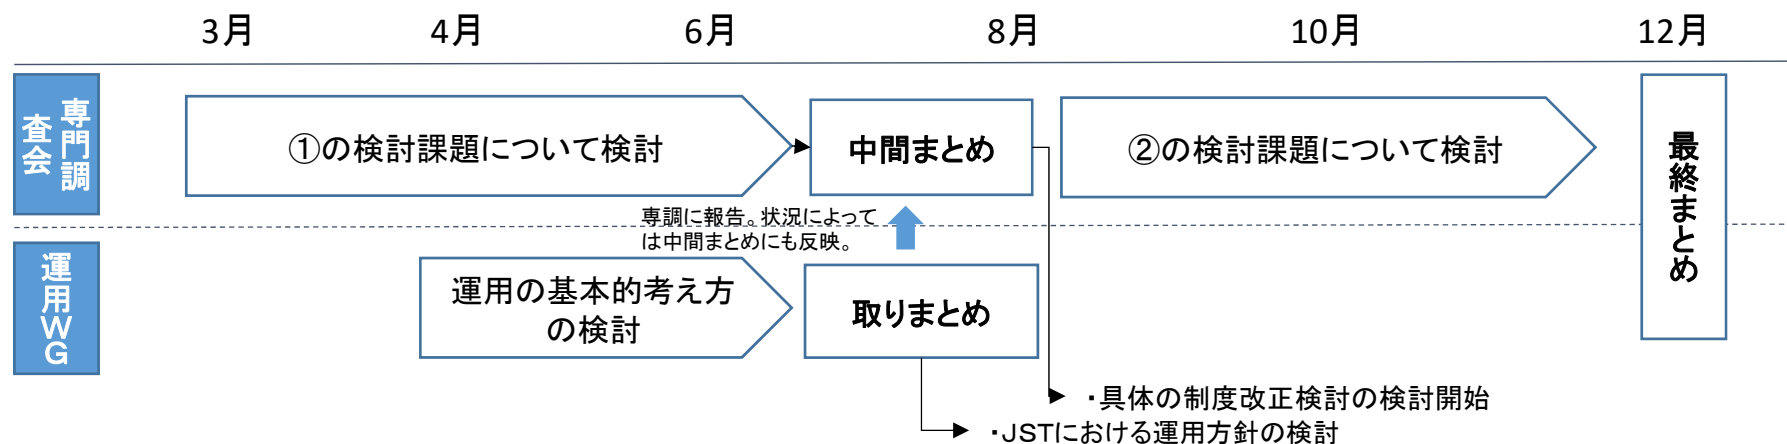 3月 4月 6月 8月 10月 12月
専門調
査会
①の検討課題について検討
中間まとめ
②の検討課題について検討
最終まとめ
専調に報告。状況によって
は中間まとめにも反映。
運用WG
運用の基本的考え方
の検討
取りまとめ
・具体の制度改正検討の検討開始
・JSTにおける運用方針の検討